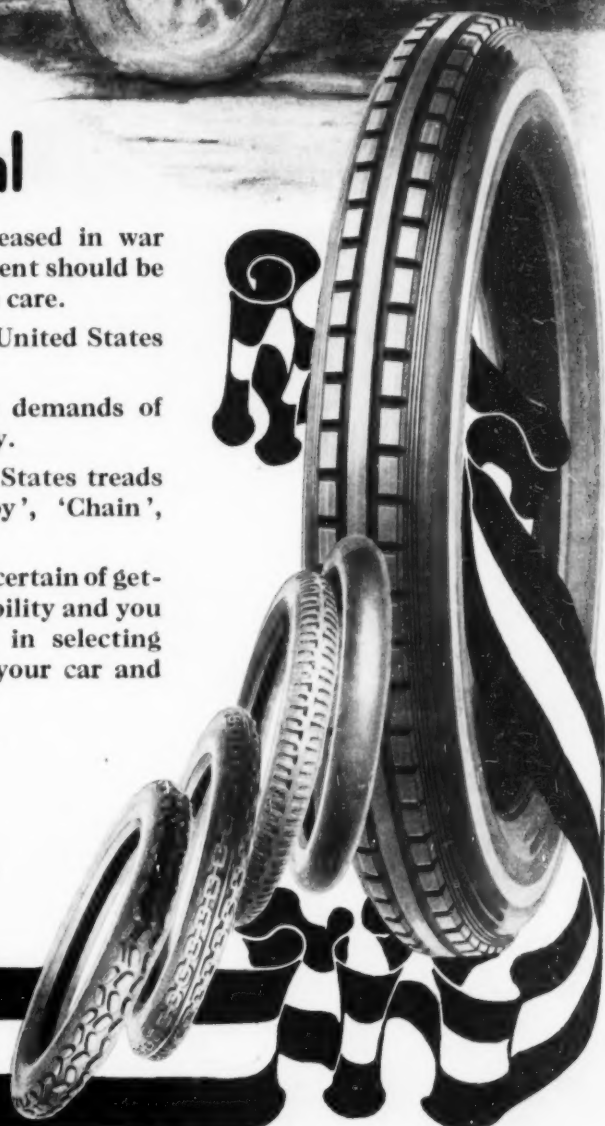 al
eased in war
ent should be
care.
United States
demands of
y.
States treads
by', 'Chain',
certain of get-
bility and you
in selecting
your car and